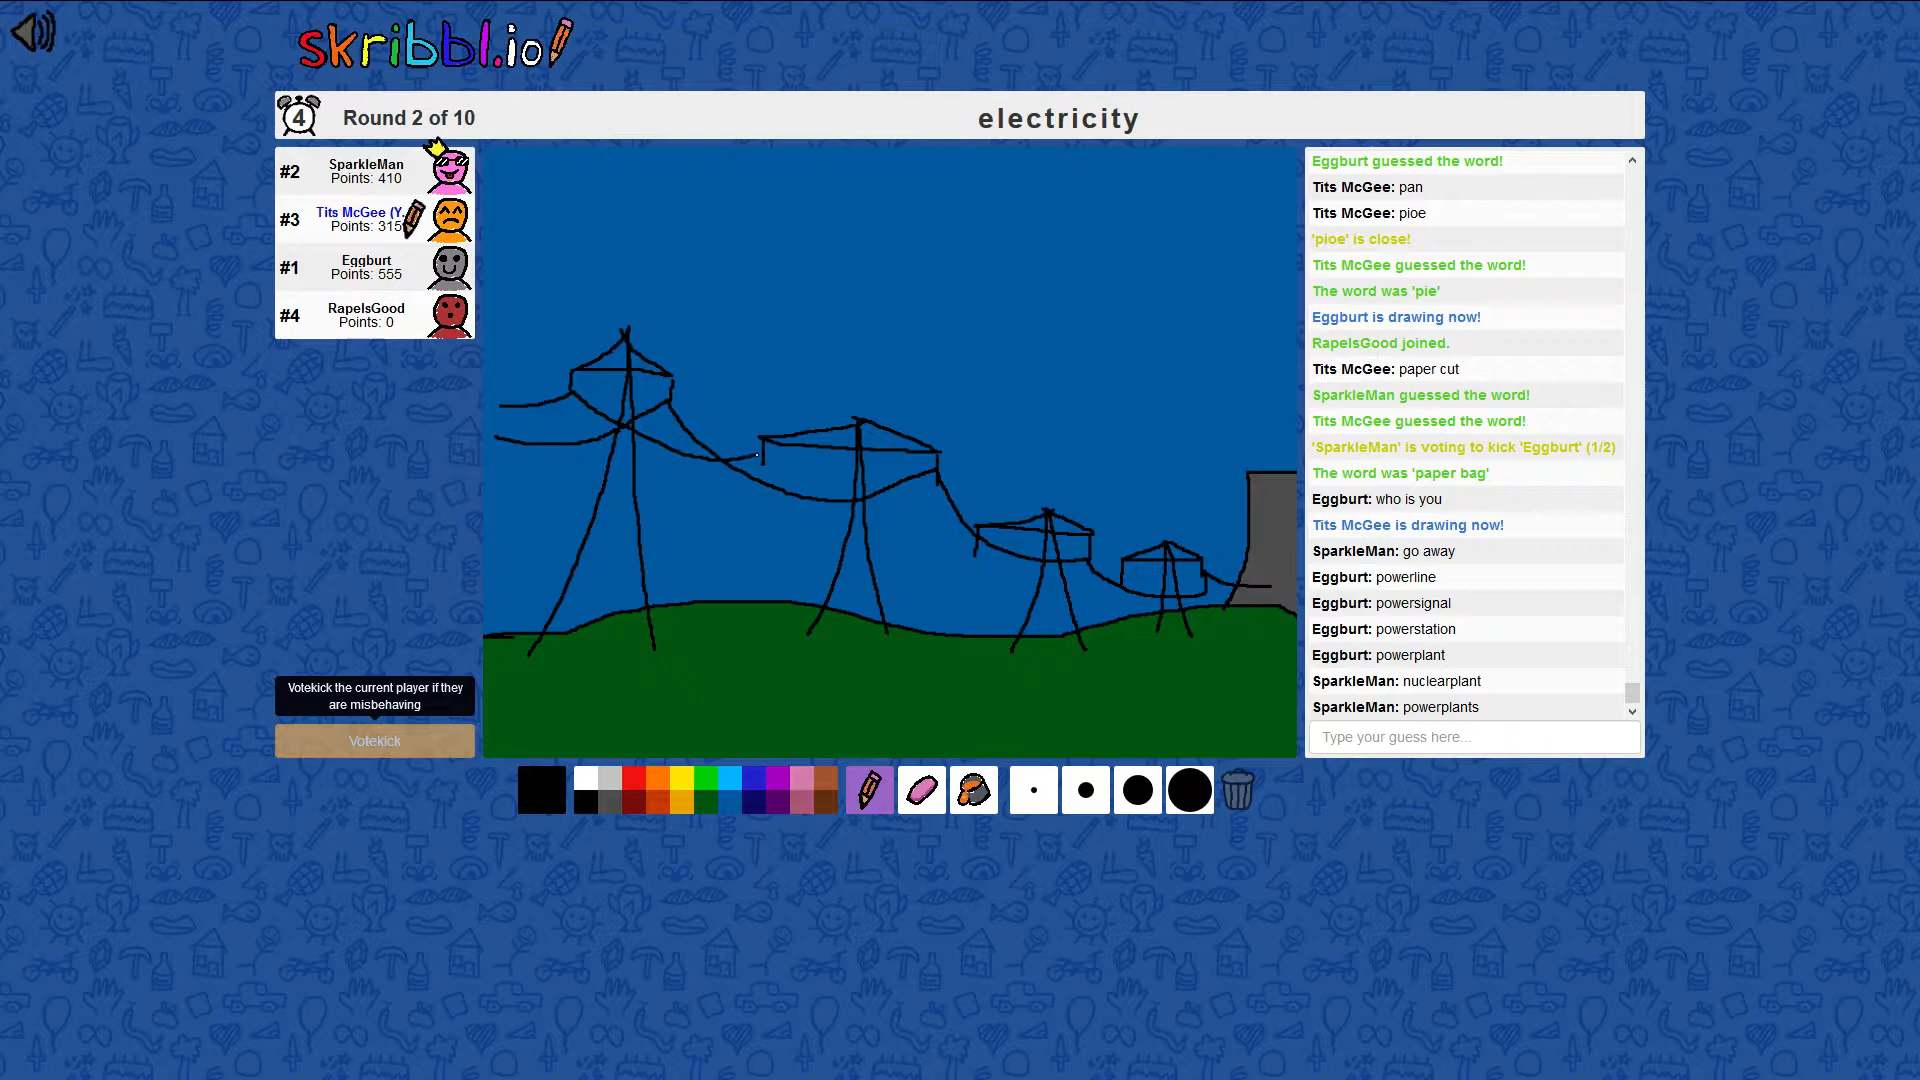 skribbl.io
4
Round 2 of 10
electricity
#2
SparkleMan
Points: 410
#3
Tits McGee (Y.
Points: 315
#1
Eggburt
Points: 555
#4
RapeIsGood
Points: 0
Votekick the current player if they
are misbehaving
Votekick
Eggburt guessed the word!
Tits McGee: pan
Tits McGee: pioe
'pioe' is close!
Tits McGee guessed the word!
The word was 'pie'
Eggburt is drawing now!
RapeIsGood joined.
Tits McGee: paper cut
SparkleMan guessed the word!
Tits McGee guessed the word!
'SparkleMan' is voting to kick 'Eggburt' (1/2)
The word was 'paper bag'
Eggburt: who is you
Tits McGee is drawing now!
SparkleMan: go away
Eggburt: powerline
Eggburt: powersignal
Eggburt: powerstation
Eggburt: powerplant
SparkleMan: nuclearplant
SparkleMan: powerplants
Type your guess here...